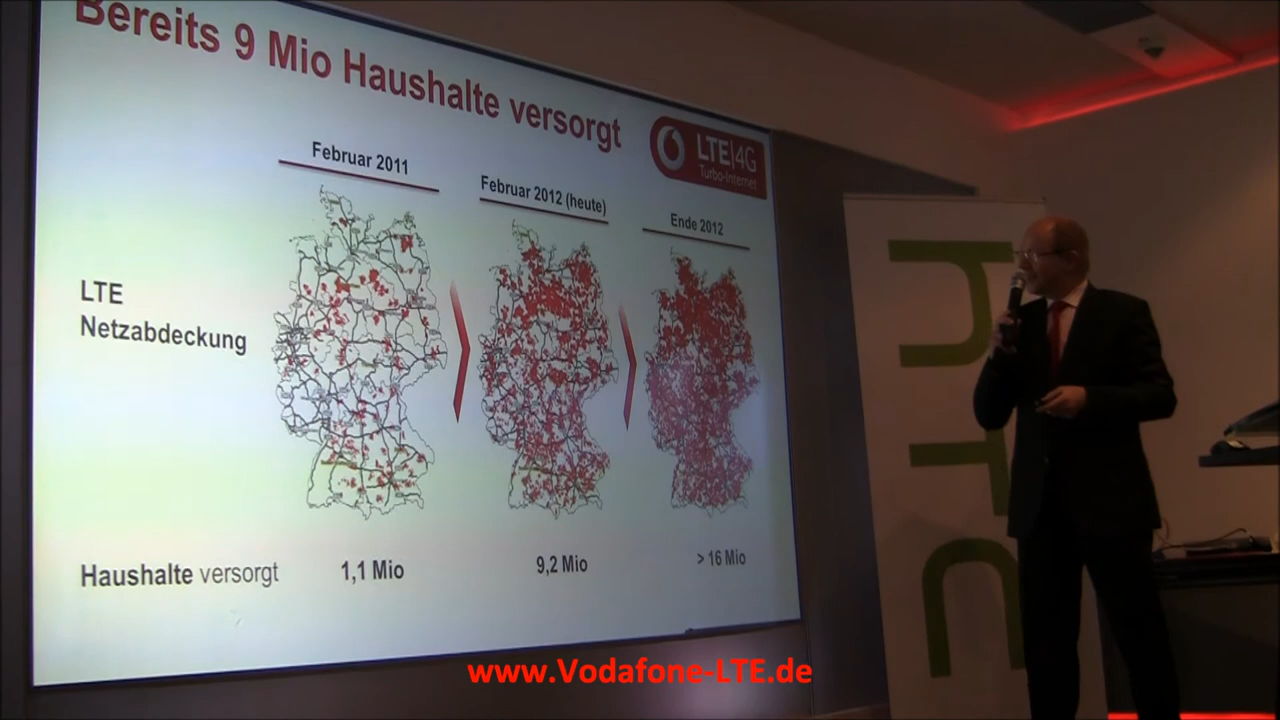 Bereits 9 Mio Haushalte versorgt
LTE|4G
Turbo-Internet
Februar 2011
Februar 2012 (heute)
Ende 2012
LTE
Netzabdeckung
Haushalte versorgt
1,1 Mio
9,2 Mio
> 16 Mio
hTC
www.Vodafone-LTE.de